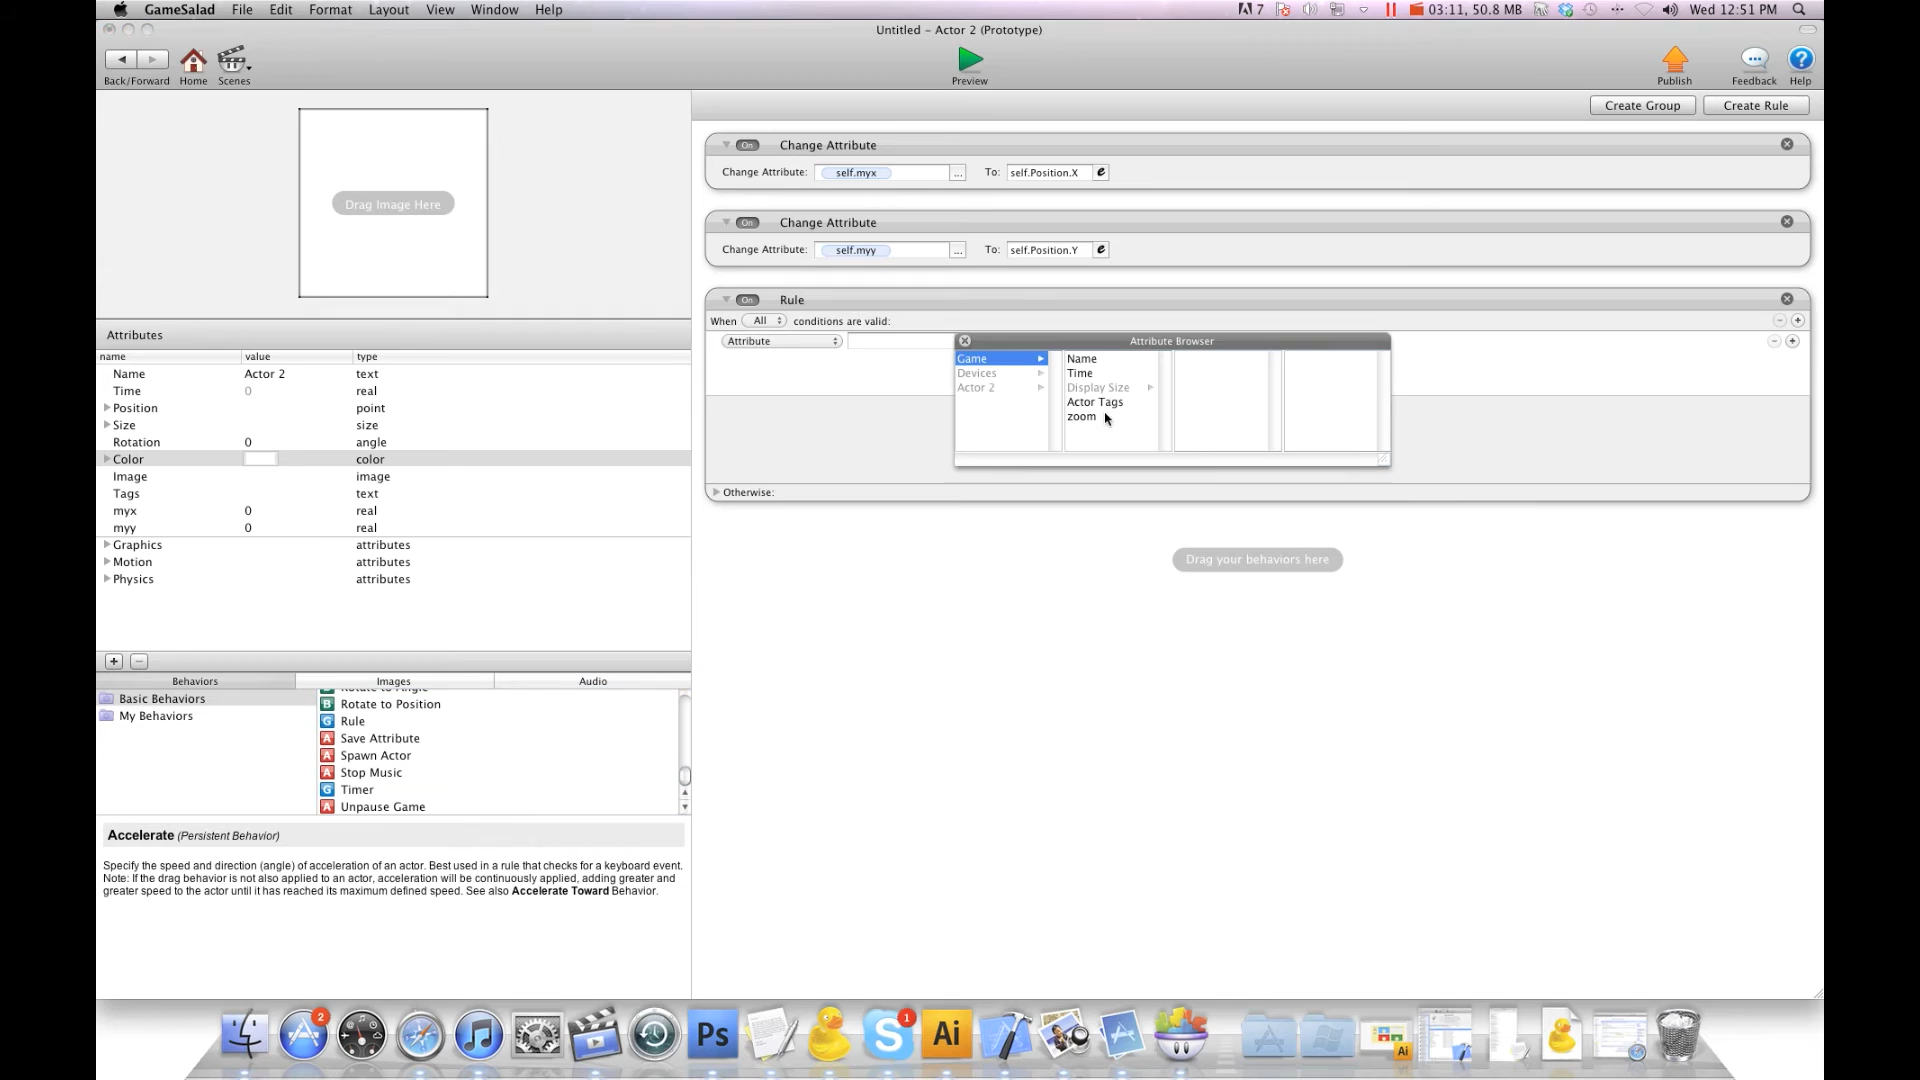 GameSalad File Edit Format Layout View Window Help
7 03:11, 50.8 MB Wed 12:51 PM
Untitled – Actor 2 (Prototype)
Back/Forward Home Scenes Preview Publish Feedback Help
Create Group Create Rule
Drag Image Here
On Change Attribute
Change Attribute: self.myx ... To: self.Position.X e
On Change Attribute
Change Attribute: self.myy ... To: self.Position.Y e
On Rule
When All conditions are valid:
Attribute
Attribute Browser
Game Name
Devices Time
Actor 2 Display Size
Actor Tags
zoom
Otherwise:
Drag your behaviors here
Attributes
name value type
Name Actor 2 text
Time 0 real
Position point
Size size
Rotation 0 angle
Color color
Image image
Tags text
myx 0 real
myy 0 real
Graphics attributes
Motion attributes
Physics attributes
Behaviors Images Audio
Basic Behaviors
My Behaviors
B Rotate to Angle
B Rotate to Position
G Rule
A Save Attribute
A Spawn Actor
A Stop Music
G Timer
A Unpause Game
Accelerate (Persistent Behavior)
Specify the speed and direction (angle) of acceleration of an actor. Best used in a rule that checks for a keyboard event.
Note: If the drag behavior is not also applied to an actor, acceleration will be continuously applied, adding greater and
greater speed to the actor until it has reached its maximum defined speed. See also Accelerate Toward Behavior.
2 Ps S 1 Ai Ai